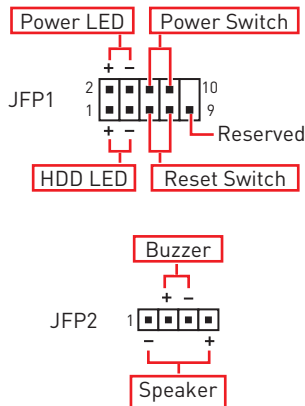 Power LED Power Switch
+ −
2 10
JFP1
1 9
+ −
Reserved
HDD LED Reset Switch
Buzzer
+ −
JFP2 1
− +
Speaker